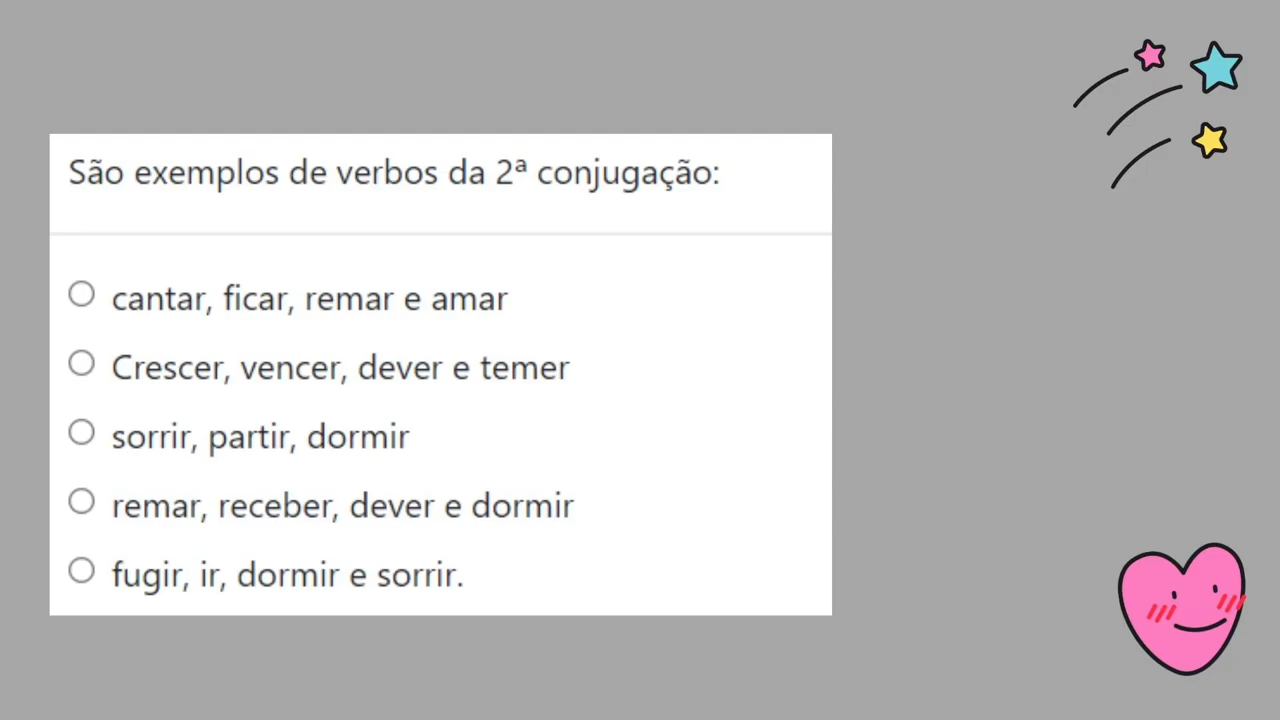 São exemplos de verbos da 2ª conjugação:
cantar, ficar, remar e amar
Crescer, vencer, dever e temer
sorrir, partir, dormir
remar, receber, dever e dormir
fugir, ir, dormir e sorrir.